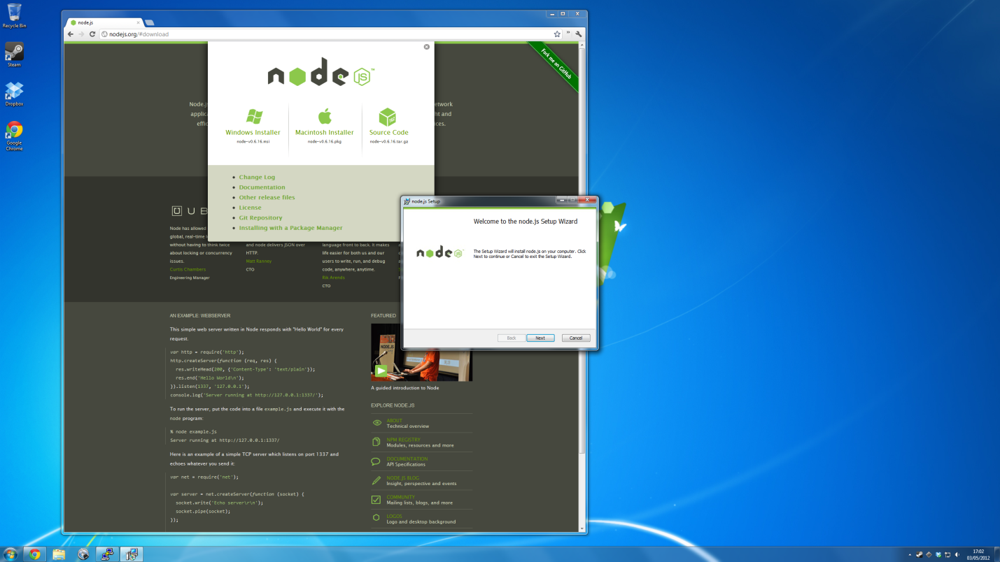 Recycle Bin
Steam
Dropbox
Google
Chrome
node.js
nodejs.org/#download
Fork me on GitHub
node JS™
Node.j
etwork
applic
ht and
effic
ices.
Windows Installer
node-v0.6.16.msi
Macintosh Installer
node-v0.6.16.pkg
Source Code
node-v0.6.16.tar.gz
Change Log
Documentation
Other release files
License
Git Repository
Installing with a Package Manager
U B
Node has allowed
global, real-time
without having to think twice
about locking or concurrency
issues.
Curtis Chambers
Engineering Manager
and node delivers JSON over
HTTP.
Matt Ranney
CTO
language front to back. It makes
life easier for both us and our
users to write, run, and debug
code, anywhere, anytime.
Rik Arends
CTO
node.js Setup
Welcome to the node.js Setup Wizard
node JS
The Setup Wizard will install node.js on your computer. Click
Next to continue or Cancel to exit the Setup Wizard.
Back
Next
Cancel
AN EXAMPLE: WEBSERVER
This simple web server written in Node responds with "Hello World" for every
request.
var http = require('http');
http.createServer(function (req, res) {
res.writeHead(200, {'Content-Type': 'text/plain'});
res.end('Hello World\n');
}).listen(1337, '127.0.0.1');
console.log('Server running at http://127.0.0.1:1337/');
To run the server, put the code into a file example.js and execute it with the
node program:
% node example.js
Server running at http://127.0.0.1:1337/
Here is an example of a simple TCP server which listens on port 1337 and
echoes whatever you send it:
var net = require('net');
var server = net.createServer(function (socket) {
socket.write('Echo server\r\n');
socket.pipe(socket);
});
FEATURED
NODE.JS
A guided introduction to Node
EXPLORE NODE.JS
ABOUT
Technical overview
NPM REGISTRY
Modules, resources and more
DOCUMENTATION
API Specifications
NODE.JS BLOG
Insight, perspective and events
COMMUNITY
Mailing lists, blogs, and more
LOGOS
Logo and desktop background
17:02
03/05/2012